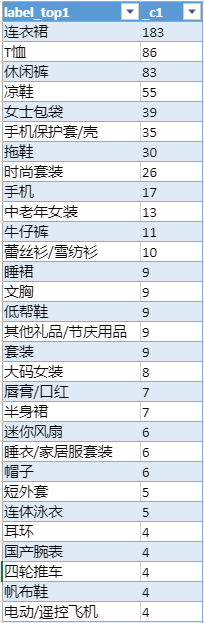 label_top1 _c1
连衣裙 183
T恤 86
休闲裤 83
凉鞋 55
女士包袋 39
手机保护套/壳 35
拖鞋 30
时尚套装 26
手机 17
中老年女装 13
牛仔裤 11
蕾丝衫/雪纺衫 10
睡裙 9
文胸 9
低帮鞋 9
其他礼品/节庆用品 9
套装 9
大码女装 8
唇膏/口红 7
半身裙 7
迷你风扇 6
睡衣/家居服套装 6
帽子 6
短外套 5
连体泳衣 5
耳环 4
国产腕表 4
四轮推车 4
帆布鞋 4
电动/遥控飞机 4